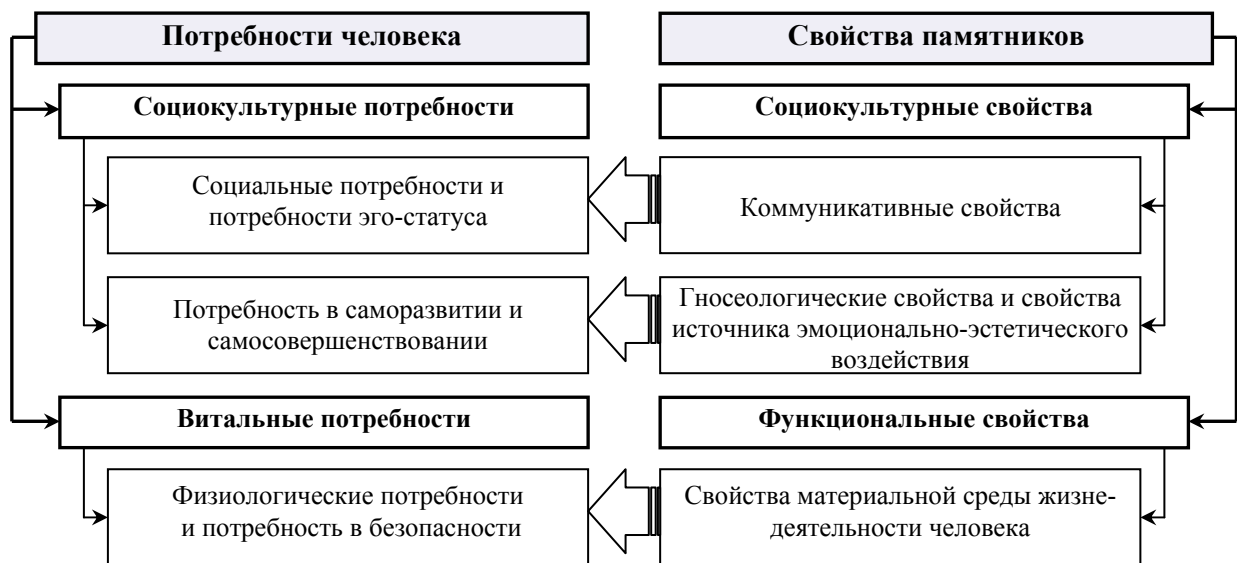 Потребности человека
Свойства памятников
Социокультурные потребности
Социокультурные свойства
Социальные потребности и
потребности эго-статуса
Коммуникативные свойства
Потребность в саморазвитии и
самосовершенствовании
Гносеологические свойства и свойства
источника эмоционально-эстетического
воздействия
Витальные потребности
Функциональные свойства
Физиологические потребности
и потребность в безопасности
Свойства материальной среды жизне-
деятельности человека